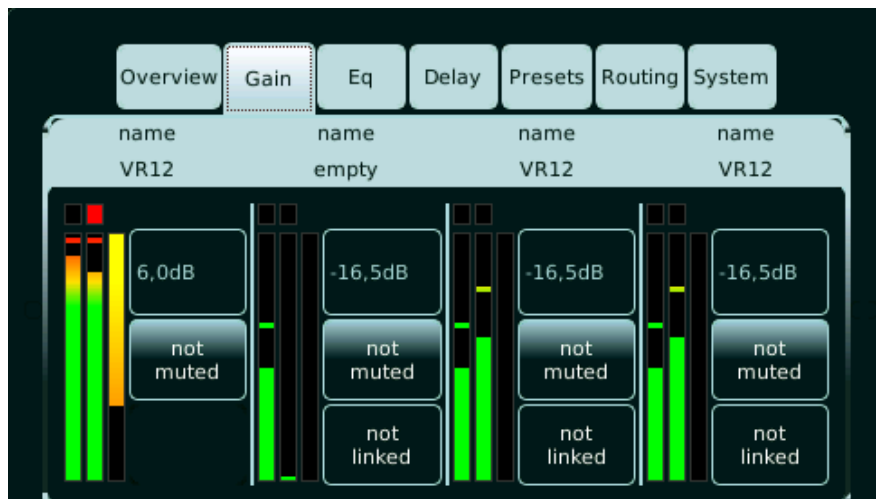 Overview Gain Eq Delay Presets Routing System
name name name name
VR12 empty VR12 VR12
6,0dB -16,5dB -16,5dB -16,5dB
not not not not
muted muted muted muted
not not not
linked linked linked